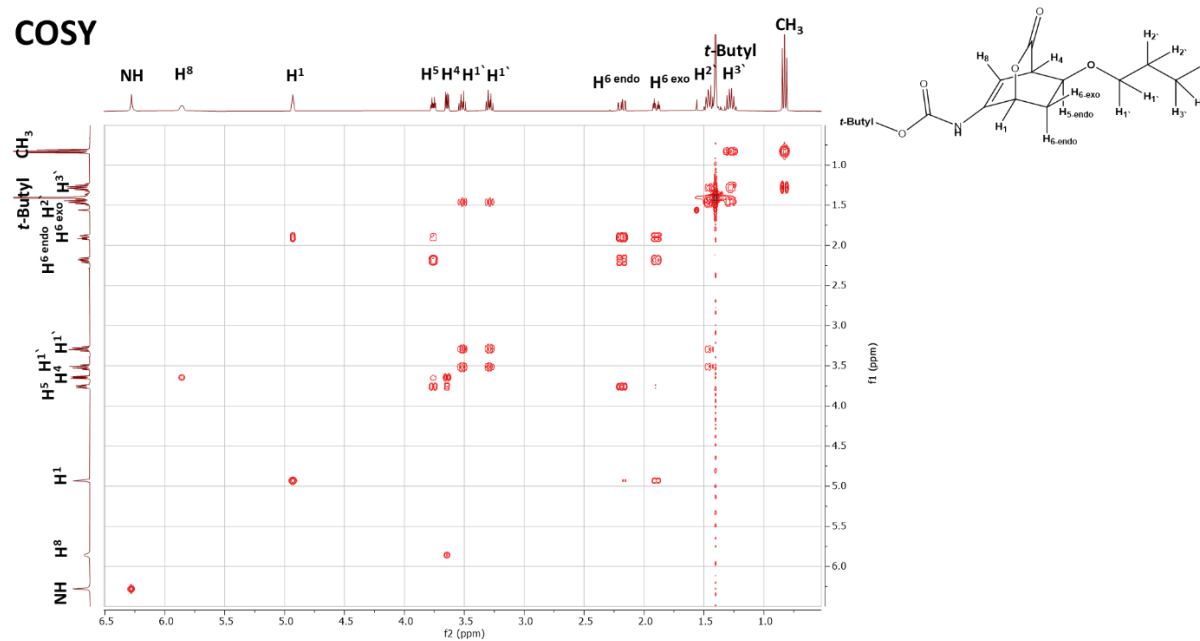 COSY
NH
H8
H1
H5
H4
H1`
H1`
H6 endo
H6 exo
H2`
t-Butyl
H3`
CH3
CH3
H3`
t-Butyl
H2`
H6 exo
H6 endo
H1`
H1`
H4
H5
H1
H8
NH
1.0
1.5
2.0
2.5
3.0
3.5
4.0
4.5
5.0
5.5
6.0
f1 (ppm)
6.5
6.0
5.5
5.0
4.5
4.0
3.5
3.0
2.5
2.0
1.5
1.0
f2 (ppm)
O
H8
O
H4
O
H2`
H2`
H6-exo
H5-endo
H1`
H1`
H3`
H
O
t-Butyl
O
N
H
H1
H6-endo